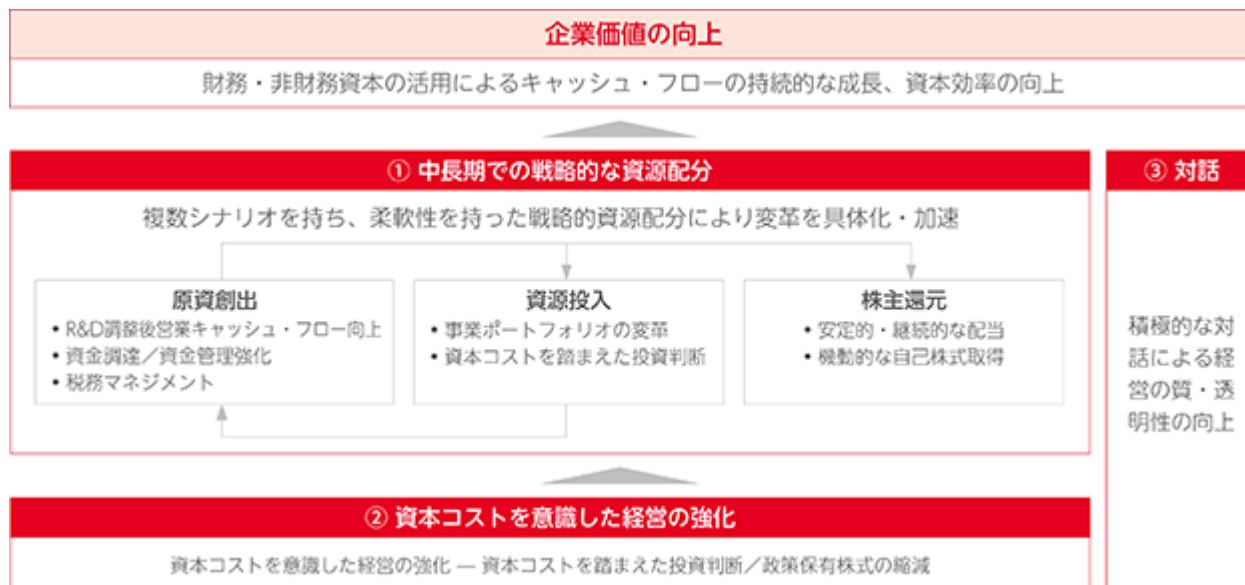 企業価値の向上
財務・非財務資本の活用によるキャッシュ・フローの持続的な成長、資本効率の向上
① 中長期での戦略的な資源配分
複数シナリオを持ち、柔軟性を持った戦略的資源配分により変革を具体化・加速
原資創出
• R&D調整後営業キャッシュ・フロー向上
• 資金調達／資金管理強化
• 税務マネジメント
資源投入
• 事業ポートフォリオの変革
• 資本コストを踏まえた投資判断
株主還元
• 安定的・継続的な配当
• 機動的な自己株式取得
③ 対話
積極的な対
話による経
営の質・透
明性の向上
② 資本コストを意識した経営の強化
資本コストを意識した経営の強化 — 資本コストを踏まえた投資判断／政策保有株式の縮減